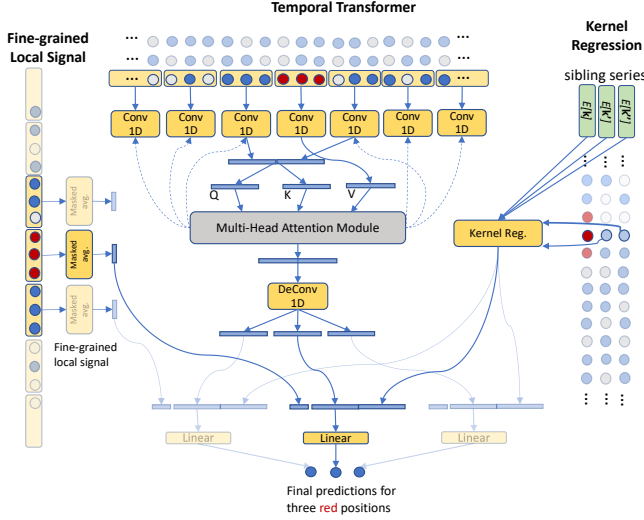 Temporal Transformer
Fine-grained
Local Signal
Kernel
Regression
sibling series
E[k]
E[k']
E[k'']
... ...
... ...
... ...
Conv
1D
Conv
1D
Conv
1D
Conv
1D
Conv
1D
Conv
1D
Conv
1D
Q
K
V
Multi-Head Attention Module
Kernel Reg.
Masked
avg.
Masked
avg.
Masked
avg.
DeConv
1D
Fine-grained
local signal
Linear
Linear
Linear
Final predictions for
three red positions